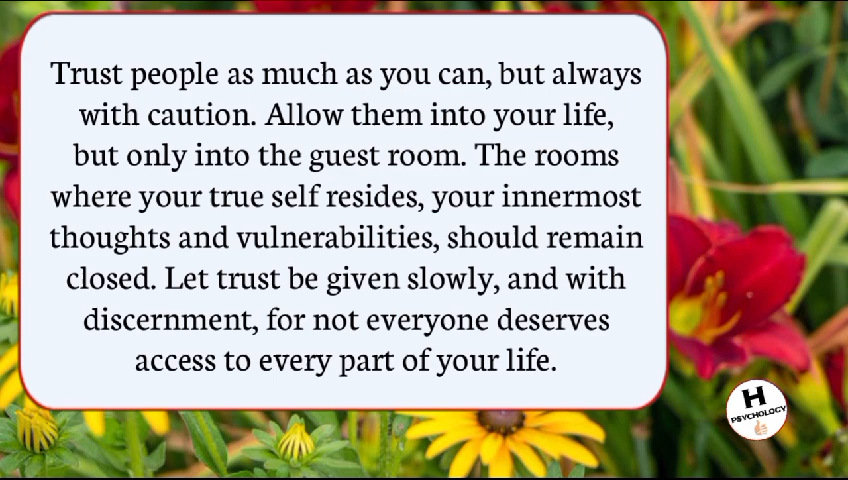 Trust people as much as you can, but always
with caution. Allow them into your life,
but only into the guest room. The rooms
where your true self resides, your innermost
thoughts and vulnerabilities, should remain
closed. Let trust be given slowly, and with
discernment, for not everyone deserves
access to every part of your life.
H
PSYCHOLOGY